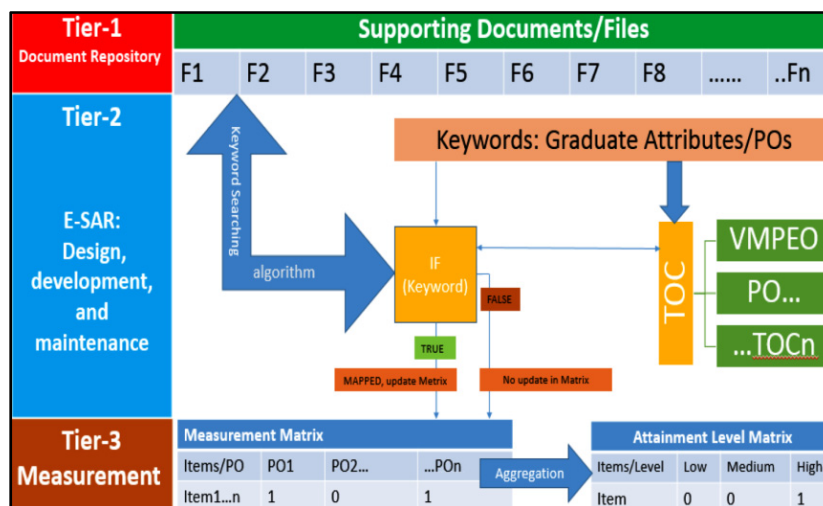 Tier-1
Document Repository
Supporting Documents/Files
F1 F2 F3 F4 F5 F6 F7 F8 ...... ..Fn
Tier-2
E-SAR:
Design,
development,
and
maintenance
Keyword Searching
algorithm
Keywords: Graduate Attributes/POs
IF
(Keyword)
FALSE
TRUE
MAPPED, update Metrix
No update in Matrix
TOC
VMPEO
PO...
...TOCn
Tier-3
Measurement
Measurement Matrix
Items/PO PO1 PO2... ...POn
Item1...n 1 0 1
Aggregation
Attainment Level Matrix
Items/Level Low Medium High
Item 0 0 1